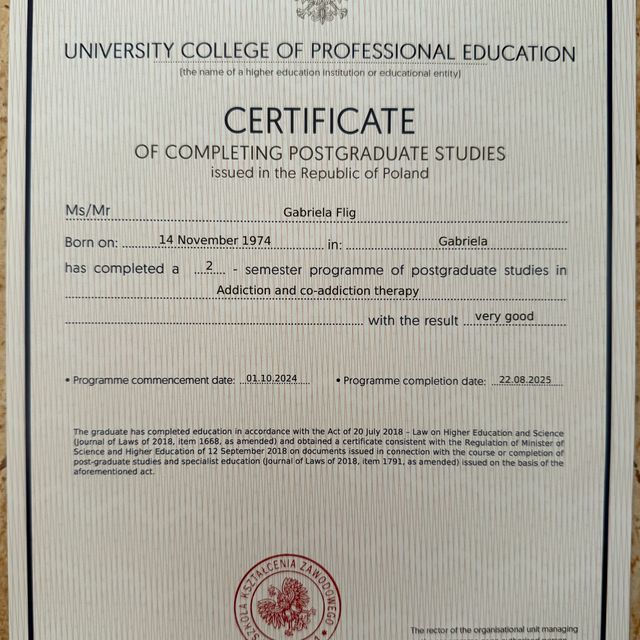 UNIVERSITY COLLEGE OF PROFESSIONAL EDUCATION
(the name of a higher education institution or educational entity)
CERTIFICATE
OF COMPLETING POSTGRADUATE STUDIES
issued in the Republic of Poland
Ms/Mr Gabriela Flig
Born on: 14 November 1974 in: Gabriela
has completed a 2 - semester programme of postgraduate studies in
Addiction and co-addiction therapy
with the result very good
• Programme commencement date: 01.10.2024 • Programme completion date: 22.08.2025
The graduate has completed education in accordance with the Act of 20 July 2018 - Law on Higher Education and Science
(Journal of Laws of 2018, item 1668, as amended) and obtained a certificate consistent with the Regulation of Minister of
Science and Higher Education of 12 September 2018 on documents issued in connection with the course or completion of
post-graduate studies and specialist education (Journal of Laws of 2018, item 1791, as amended) issued on the basis of the
aforementioned act.
SZKOŁA KSZTAŁCENIA ZAWODOWEGO
The rector of the organisational unit managing